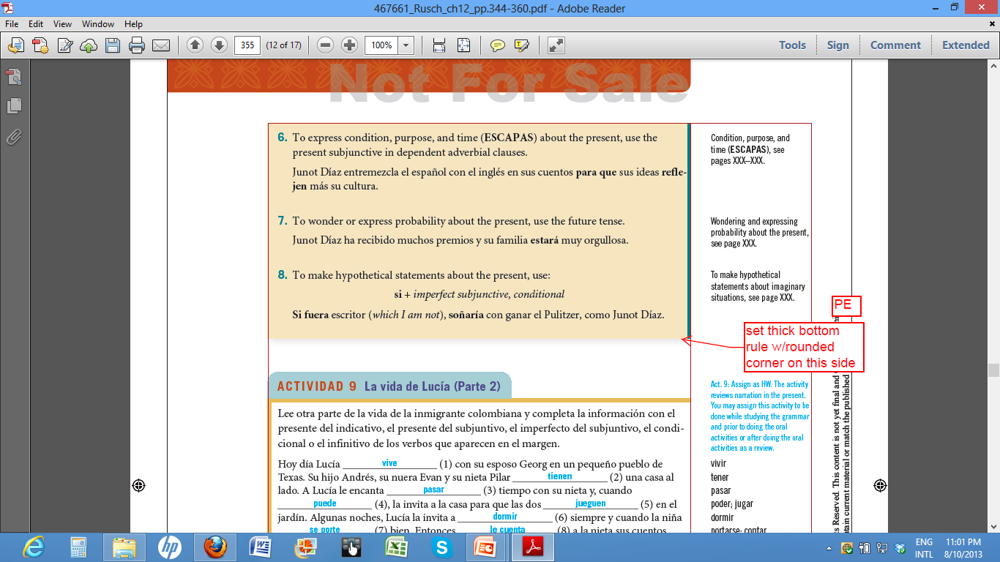 467661_Rusch_ch12_pp.344-360.pdf - Adobe Reader
File Edit View Window Help
355 (12 of 17) 100% Tools Sign Comment Extended
Not For Sale
6. To express condition, purpose, and time (ESCAPAS) about the present, use the
present subjunctive in dependent adverbial clauses.
Junot Díaz entremezcla el español con el inglés en sus cuentos para que sus ideas refle-
jen más su cultura.
Condition, purpose, and
time (ESCAPAS), see
pages XXX–XXX.
7. To wonder or express probability about the present, use the future tense.
Junot Díaz ha recibido muchos premios y su familia estará muy orgullosa.
Wondering and expressing
probability about the present,
see page XXX.
8. To make hypothetical statements about the present, use:
si + imperfect subjunctive, conditional
Si fuera escritor (which I am not), soñaría con ganar el Pulitzer, como Junot Díaz.
To make hypothetical
statements about imaginary
situations, see page XXX.
PE
set thick bottom
rule w/rounded
corner on this side
ACTIVIDAD 9 La vida de Lucía (Parte 2)
Lee otra parte de la vida de la inmigrante colombiana y completa la información con el
presente del indicativo, el presente del subjuntivo, el imperfecto del subjuntivo, el condi-
cional o el infinitivo de los verbos que aparecen en el margen.
Hoy día Lucía vive (1) con su esposo Georg en un pequeño pueblo de
Texas. Su hijo Andrés, su nuera Evan y su nieta Pilar tienen (2) una casa al
lado. A Lucía le encanta pasar (3) tiempo con su nieta y, cuando
puede (4), la invita a la casa para que las dos jueguen (5) en el
jardín. Algunas noches, Lucía la invita a dormir (6) siempre y cuando la niña
se porte (7) bien. Entonces le cuenta (8) a la nieta sus cuentos
Act. 9: Assign as HW. The activity
reviews narration in the present.
You may assign this activity to be
done while studying the grammar
and prior to doing the oral
activities or after doing the oral
activities as a review.
vivir
tener
pasar
poder; jugar
dormir
portarse; contar
s Reserved. This content is not yet final and
tain current material or match the published
ENG 11:01 PM
INTL 8/10/2013